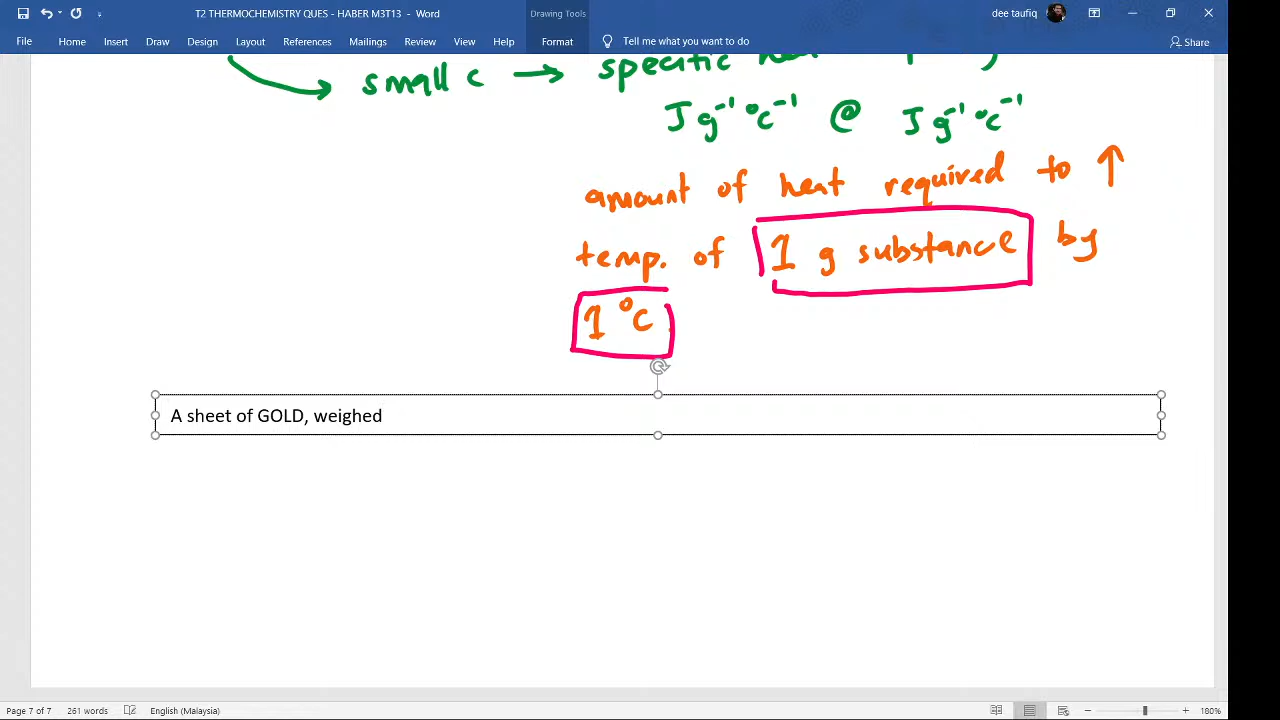 T2 THERMOCHEMISTRY QUES - HABER M3T13 - Word
Drawing Tools
dee taufiq
File Home Insert Draw Design Layout References Mailings Review View Help Format Tell me what you want to do Share
small c → specific
J g⁻¹ °C⁻¹ @ J g⁻¹ °C⁻¹
amount of heat required to ↑
temp. of 1 g substance by
1 °C
A sheet of GOLD, weighed
Page 7 of 7 261 words English (Malaysia) 180%